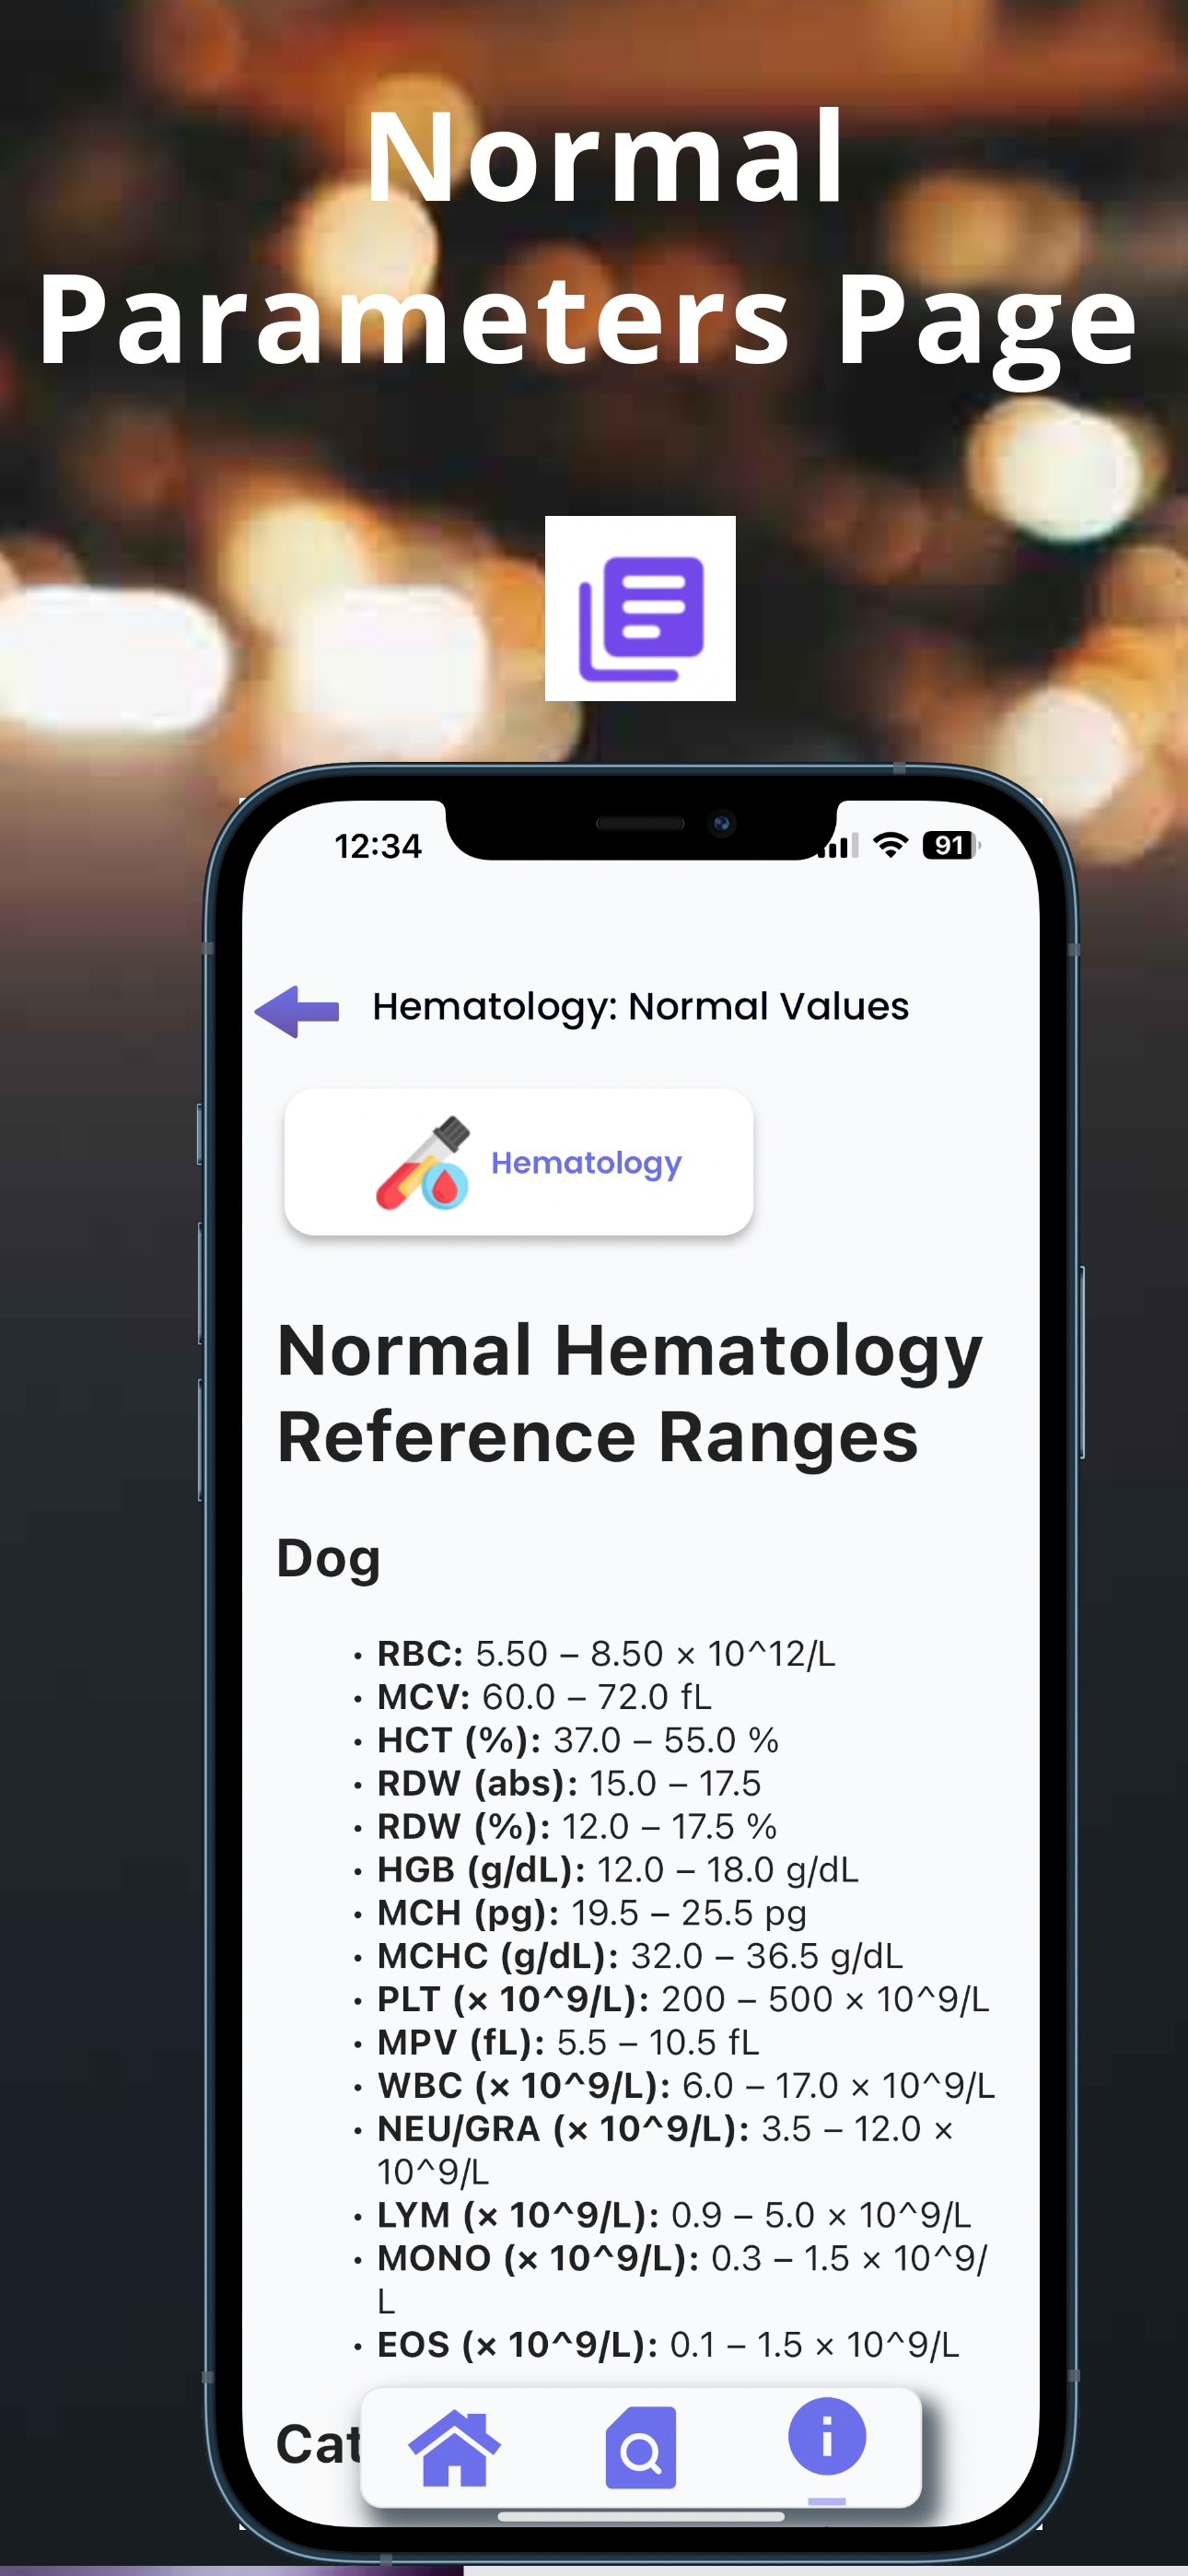 Normal
Parameters Page
12:34
91
Hematology: Normal Values
Hematology
Normal Hematology
Reference Ranges
Dog
• RBC: 5.50 – 8.50 × 10^12/L
• MCV: 60.0 – 72.0 fL
• HCT (%): 37.0 – 55.0 %
• RDW (abs): 15.0 – 17.5
• RDW (%): 12.0 – 17.5 %
• HGB (g/dL): 12.0 – 18.0 g/dL
• MCH (pg): 19.5 – 25.5 pg
• MCHC (g/dL): 32.0 – 36.5 g/dL
• PLT (× 10^9/L): 200 – 500 × 10^9/L
• MPV (fL): 5.5 – 10.5 fL
• WBC (× 10^9/L): 6.0 – 17.0 × 10^9/L
• NEU/GRA (× 10^9/L): 3.5 – 12.0 ×
10^9/L
• LYM (× 10^9/L): 0.9 – 5.0 × 10^9/L
• MONO (× 10^9/L): 0.3 – 1.5 × 10^9/
L
• EOS (× 10^9/L): 0.1 – 1.5 × 10^9/L
Cat